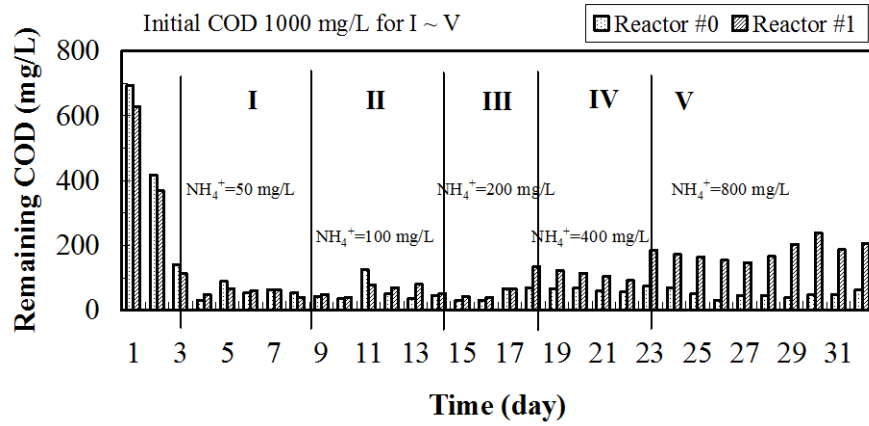 Initial COD 1000 mg/L for I ~ V
Reactor #0 Reactor #1
Remaining COD (mg/L)
800
600
400
200
0
I II III IV V
NH₄⁺=50 mg/L
NH₄⁺=100 mg/L
NH₄⁺=200 mg/L
NH₄⁺=400 mg/L
NH₄⁺=800 mg/L
1 3 5 7 9 11 13 15 17 19 21 23 25 27 29 31
Time (day)